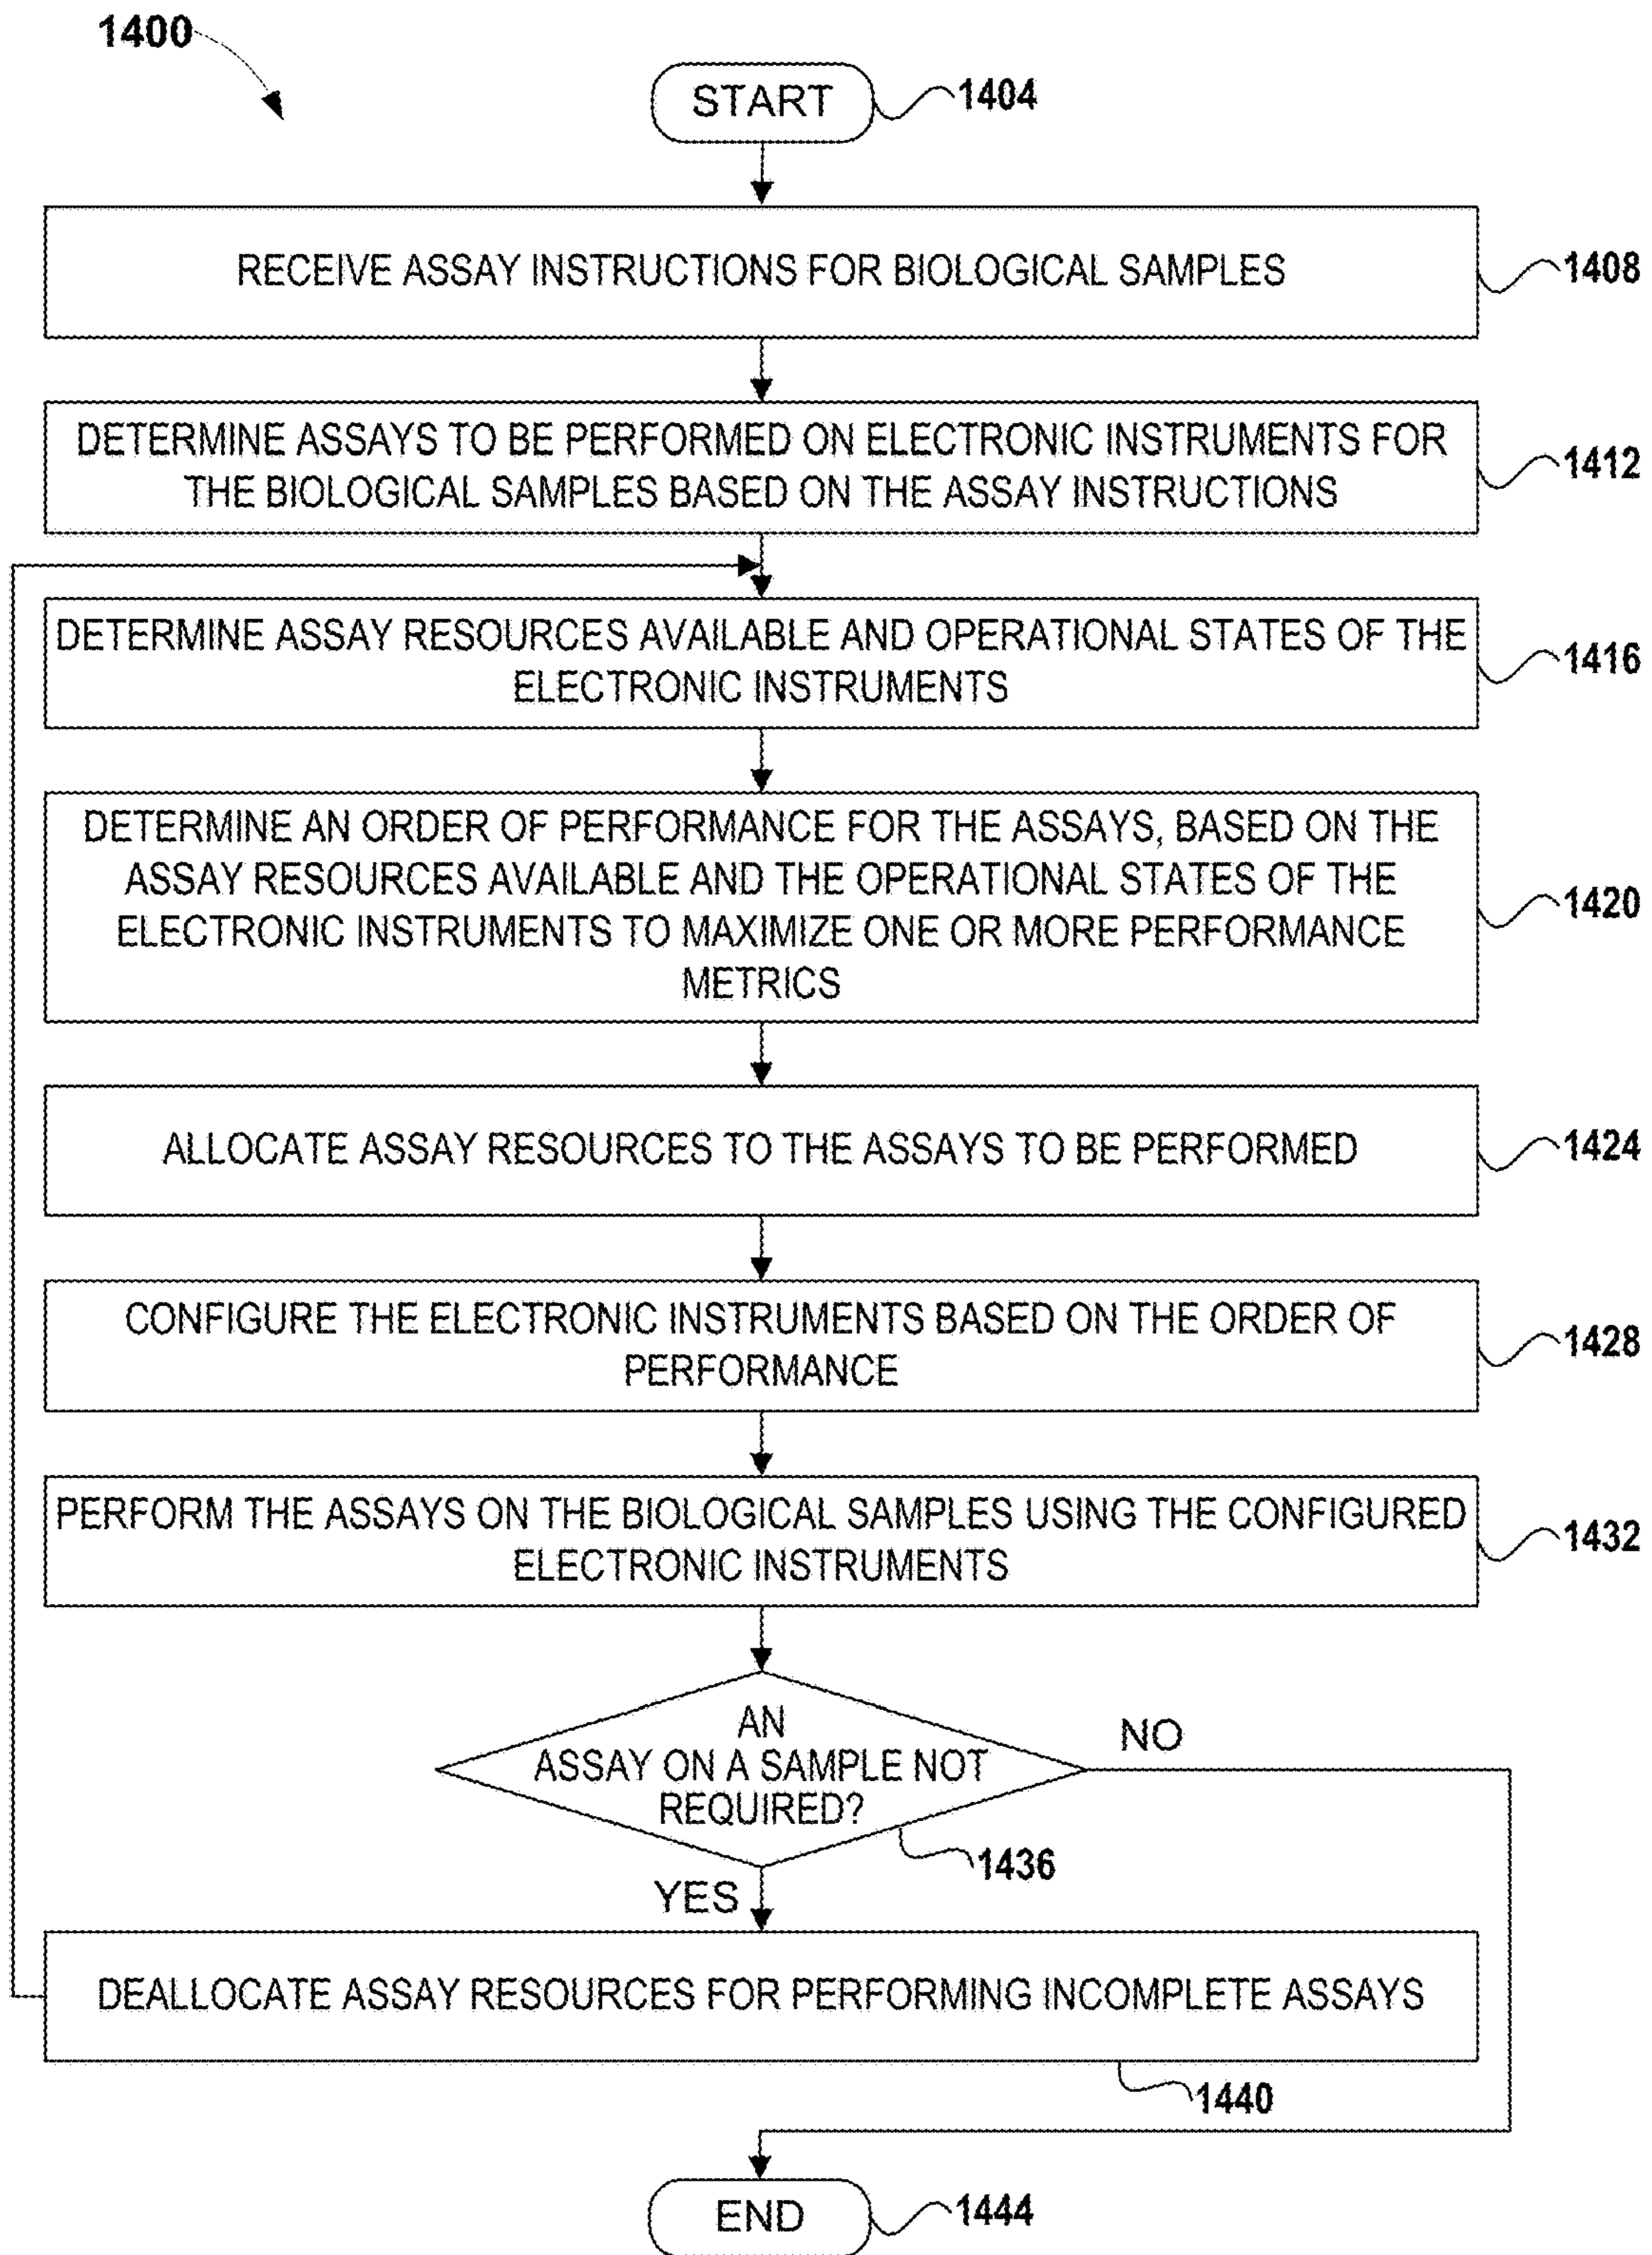 1400
START
1404
RECEIVE ASSAY INSTRUCTIONS FOR BIOLOGICAL SAMPLES
1408
DETERMINE ASSAYS TO BE PERFORMED ON ELECTRONIC INSTRUMENTS FOR
THE BIOLOGICAL SAMPLES BASED ON THE ASSAY INSTRUCTIONS
1412
DETERMINE ASSAY RESOURCES AVAILABLE AND OPERATIONAL STATES OF THE
ELECTRONIC INSTRUMENTS
1416
DETERMINE AN ORDER OF PERFORMANCE FOR THE ASSAYS, BASED ON THE
ASSAY RESOURCES AVAILABLE AND THE OPERATIONAL STATES OF THE
ELECTRONIC INSTRUMENTS TO MAXIMIZE ONE OR MORE PERFORMANCE
METRICS
1420
ALLOCATE ASSAY RESOURCES TO THE ASSAYS TO BE PERFORMED
1424
CONFIGURE THE ELECTRONIC INSTRUMENTS BASED ON THE ORDER OF
PERFORMANCE
1428
PERFORM THE ASSAYS ON THE BIOLOGICAL SAMPLES USING THE CONFIGURED
ELECTRONIC INSTRUMENTS
1432
AN
ASSAY ON A SAMPLE NOT
REQUIRED?
NO
1436
YES
DEALLOCATE ASSAY RESOURCES FOR PERFORMING INCOMPLETE ASSAYS
1440
END
1444